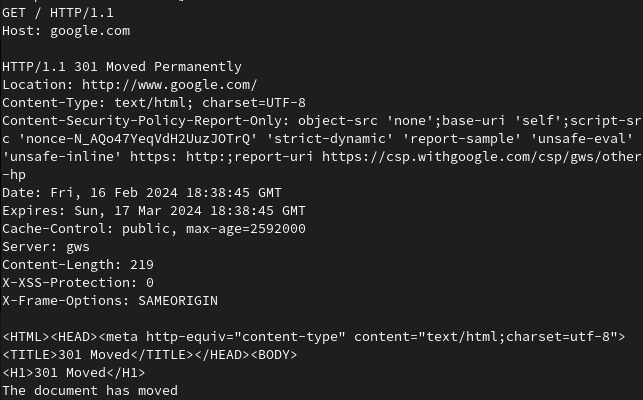 GET / HTTP/1.1
Host: google.com

HTTP/1.1 301 Moved Permanently
Location: http://www.google.com/
Content-Type: text/html; charset=UTF-8
Content-Security-Policy-Report-Only: object-src 'none';base-uri 'self';script-sr
c 'nonce-N_AQo47YeqVdH2UuzJOTrQ' 'strict-dynamic' 'report-sample' 'unsafe-eval'
'unsafe-inline' https: http:;report-uri https://csp.withgoogle.com/csp/gws/other
-hp
Date: Fri, 16 Feb 2024 18:38:45 GMT
Expires: Sun, 17 Mar 2024 18:38:45 GMT
Cache-Control: public, max-age=2592000
Server: gws
Content-Length: 219
X-XSS-Protection: 0
X-Frame-Options: SAMEORIGIN

<HTML><HEAD><meta http-equiv="content-type" content="text/html;charset=utf-8">
<TITLE>301 Moved</TITLE></HEAD><BODY>
<H1>301 Moved</H1>
The document has moved